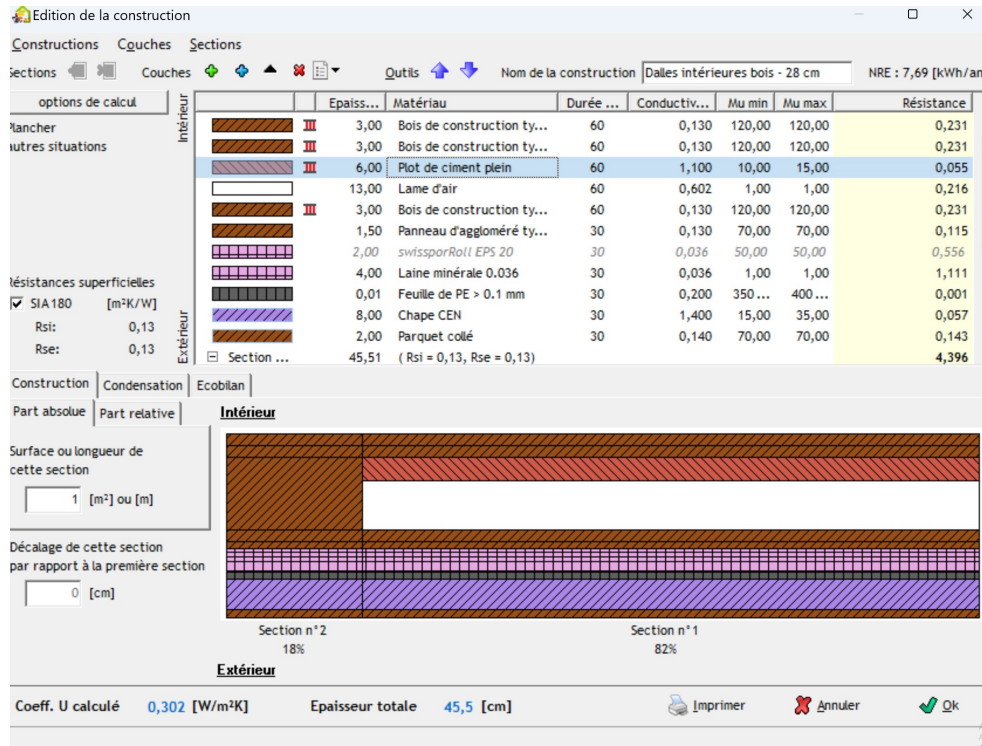 Edition de la construction
Constructions Couches Sections
Sections Couches Outils Nom de la construction Dalles intérieures bois - 28 cm NRE : 7,69 [kWh/an
options de calcul Intérieur Epaiss... Matériau Durée ... Conductiv... Mu min Mu max Résistance
Plancher
autres situations
3,00 Bois de construction ty... 60 0,130 120,00 120,00 0,231
3,00 Bois de construction ty... 60 0,130 120,00 120,00 0,231
6,00 Plot de ciment plein 60 1,100 10,00 15,00 0,055
13,00 Lame d'air 60 0,602 1,00 1,00 0,216
3,00 Bois de construction ty... 60 0,130 120,00 120,00 0,231
1,50 Panneau d'aggloméré ty... 30 0,130 70,00 70,00 0,115
2,00 swissporRoll EPS 20 30 0,036 50,00 50,00 0,556
4,00 Laine minérale 0.036 30 0,036 1,00 1,00 1,111
0,01 Feuille de PE > 0.1 mm 30 0,200 350 ... 400 ... 0,001
8,00 Chape CEN 30 1,400 15,00 35,00 0,057
2,00 Parquet collé 30 0,140 70,00 70,00 0,143
Section ... 45,51 ( Rsi = 0,13, Rse = 0,13) 4,396
Résistances superficielles
SIA180 [m²K/W]
Rsi: 0,13
Rse: 0,13
Extérieur
Construction Condensation Ecobilan
Part absolue Part relative
Intérieur
Surface ou longueur de
cette section
1 [m²] ou [m]
Décalage de cette section
par rapport à la première section
0 [cm]
Section n°2 Section n°1
18% 82%
Extérieur
Coeff. U calculé 0,302 [W/m²K] Epaisseur totale 45,5 [cm] Imprimer Annuler Ok